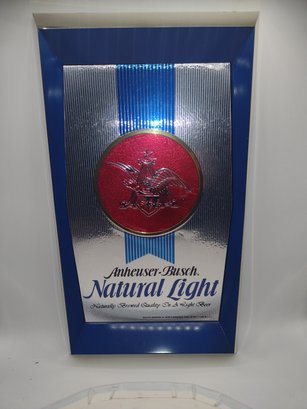 Anheuser-Busch.
Natural Light
Naturally Brewed Quality In A Light Beer